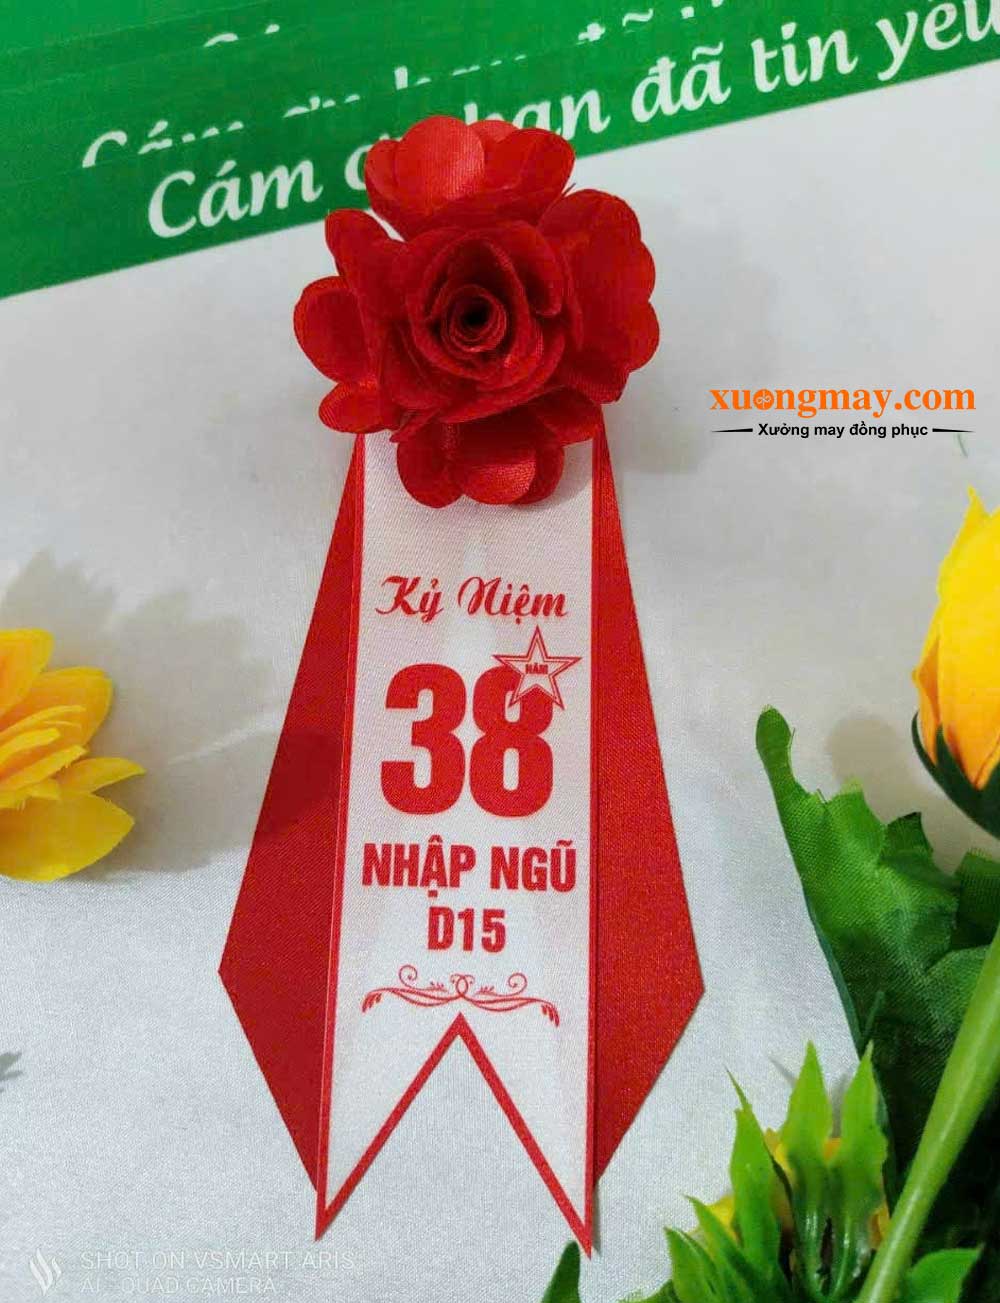 Cám ơn bạn đã tin yêu
xuongmay.com
Xưởng may đồng phục
Kỷ Niệm
NĂM
38
NHẬP NGŨ
D15
SHOT ON VSMART ARIS
AI QUAD CAMERA